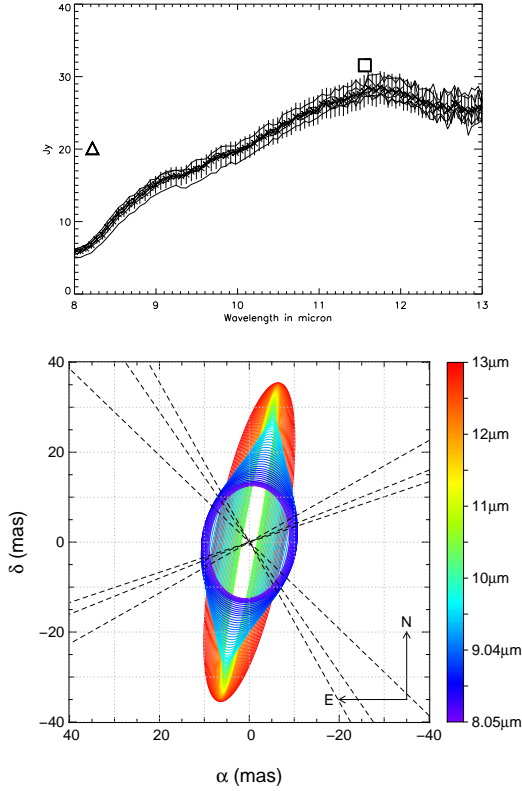 40
30
20
10
0
Jy
8 9 10 11 12 13
Wavelength in micron
40
20
0
−20
−40
δ (mas)
40 20 0 −20 −40
α (mas)
N
E
13μm
12μm
11μm
10μm
9.04μm
8.05μm